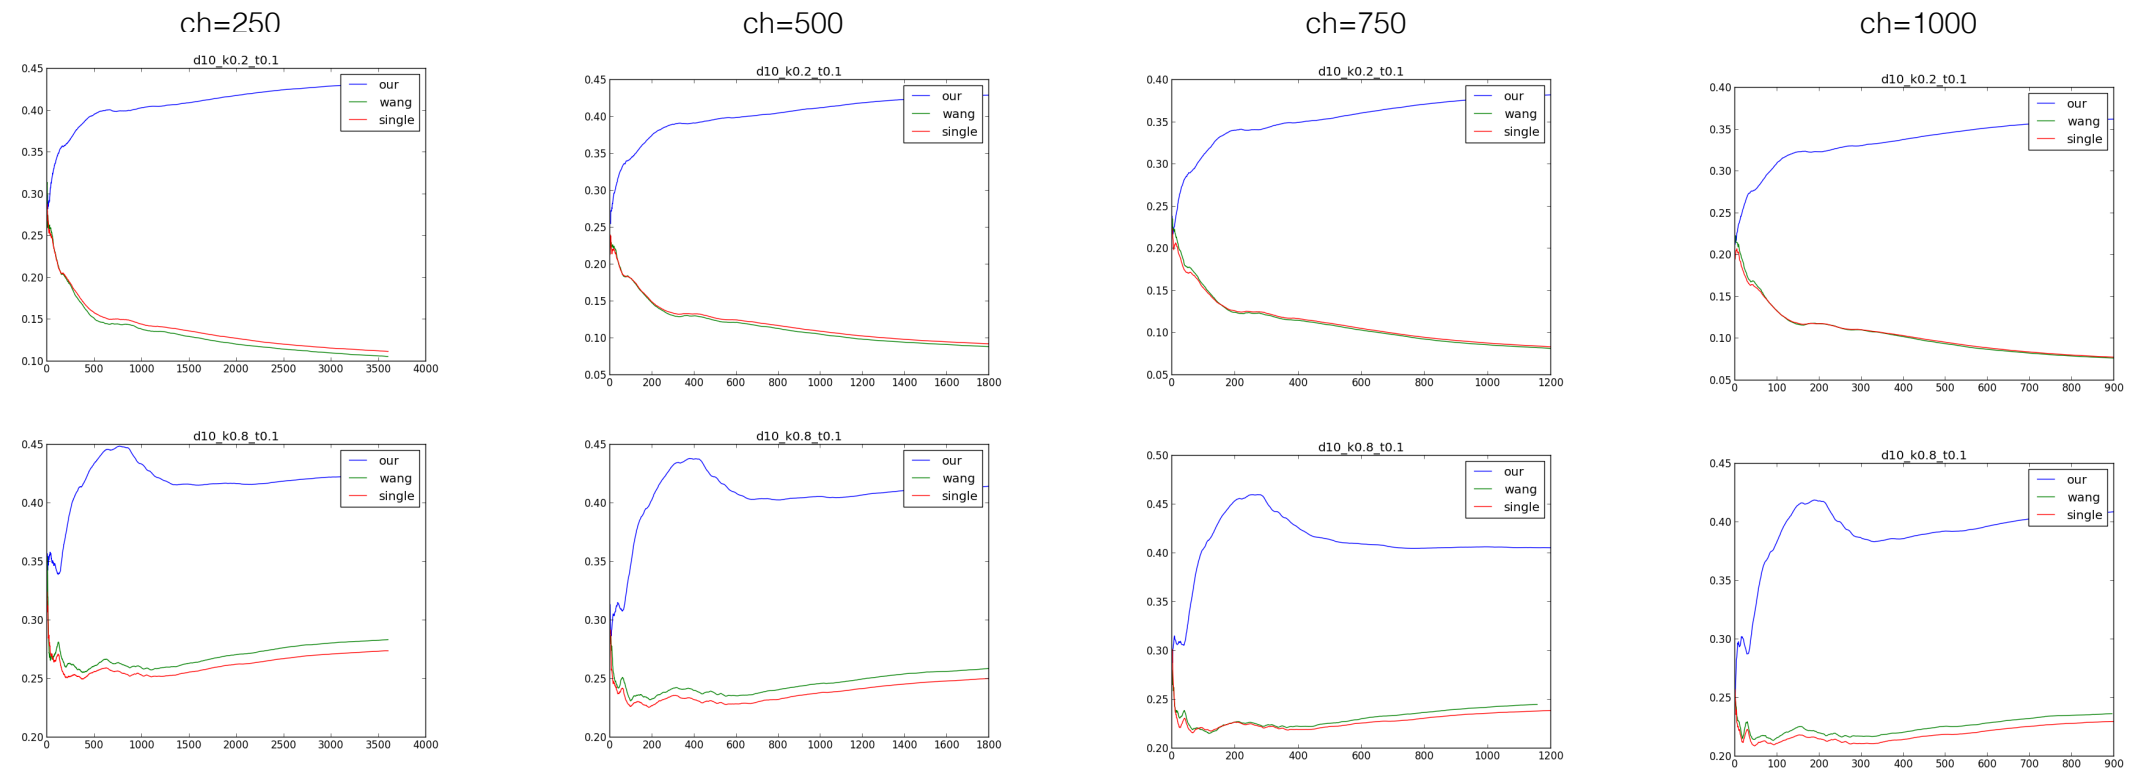 ch=250
ch=500
ch=750
ch=1000
d10_k0.2_t0.1
0.45
0.40
0.35
0.30
0.25
0.20
0.15
0.10
0 500 1000 1500 2000 2500 3000 3500 4000
our
wang
single
d10_k0.2_t0.1
0.45
0.40
0.35
0.30
0.25
0.20
0.15
0.10
0.05
0 200 400 600 800 1000 1200 1400 1600 1800
our
wang
single
d10_k0.2_t0.1
0.40
0.35
0.30
0.25
0.20
0.15
0.10
0.05
0 200 400 600 800 1000 1200
our
wang
single
d10_k0.2_t0.1
0.40
0.35
0.30
0.25
0.20
0.15
0.10
0.05
0 100 200 300 400 500 600 700 800 900
our
wang
single
d10_k0.8_t0.1
0.45
0.40
0.35
0.30
0.25
0.20
0 500 1000 1500 2000 2500 3000 3500 4000
our
wang
single
d10_k0.8_t0.1
0.45
0.40
0.35
0.30
0.25
0.20
0 200 400 600 800 1000 1200 1400 1600 1800
our
wang
single
d10_k0.8_t0.1
0.50
0.45
0.40
0.35
0.30
0.25
0.20
0 200 400 600 800 1000 1200
our
wang
single
d10_k0.8_t0.1
0.45
0.40
0.35
0.30
0.25
0.20
0 100 200 300 400 500 600 700 800 900
our
wang
single